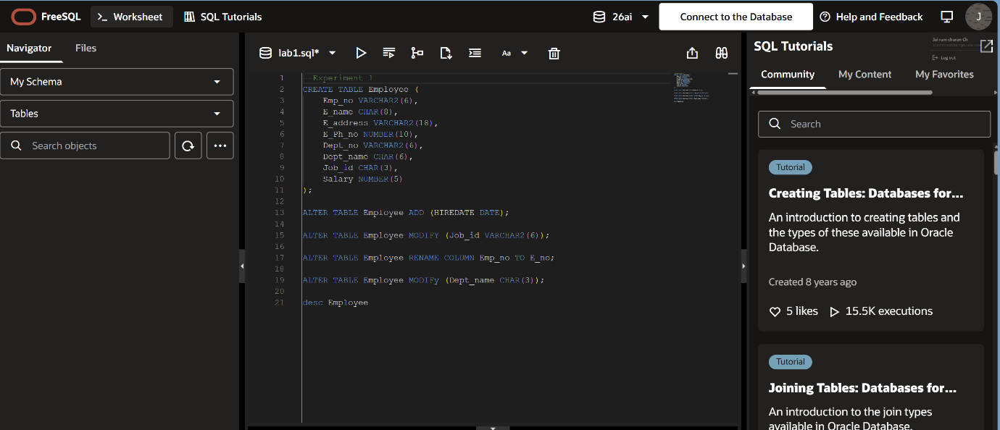 FreeSQL
>_ Worksheet
SQL Tutorials
26ai
Connect to the Database
Help and Feedback
J
Navigator
Files
My Schema
Tables
Search objects
lab1.sql*
Aa
1 --Experiment 1
2 CREATE TABLE Employee (
3 Emp_no VARCHAR2(6),
4 E_name CHAR(8),
5 E_address VARCHAR2(18),
6 E_Ph_no NUMBER(10),
7 Dept_no VARCHAR2(6),
8 Dept_name CHAR(6),
9 Job_id CHAR(3),
10 Salary NUMBER(5)
11 );
12
13 ALTER TABLE Employee ADD (HIREDATE DATE);
14
15 ALTER TABLE Employee MODIFY (Job_id VARCHAR2(6));
16
17 ALTER TABLE Employee RENAME COLUMN Emp_no TO E_no;
18
19 ALTER TABLE Employee MODIFy (Dept_name CHAR(3));
20
21 desc Employee
SQL Tutorials
Jai ram charan Ch
Log out
Community
My Content
My Favorites
Search
Tutorial
Creating Tables: Databases for...
An introduction to creating tables and
the types of these available in Oracle
Database.
Created 8 years ago
5 likes
15.5K executions
Tutorial
Joining Tables: Databases for...
An introduction to the join types
available in Oracle Database.